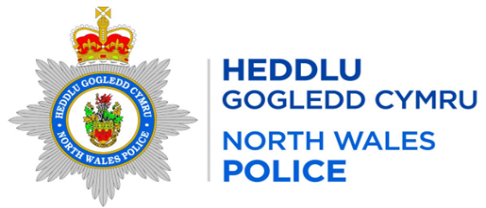 HEDDLU GOGLEDD CYMRU
NORTH WALES POLICE
HEDDLU
GOGLEDD CYMRU
NORTH WALES
POLICE